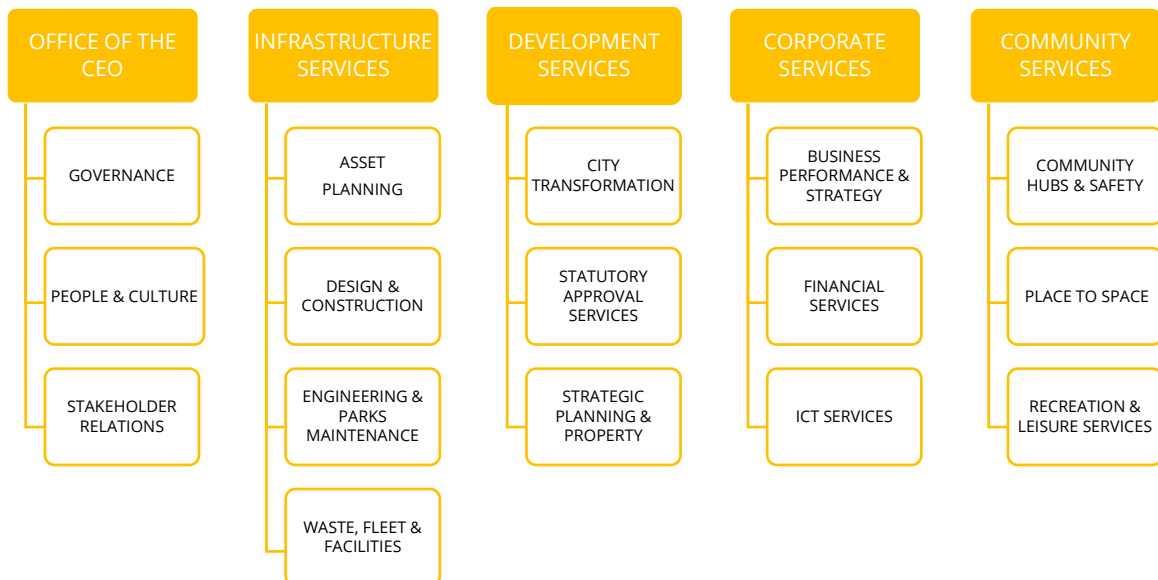 OFFICE OF THE
CEO
GOVERNANCE
PEOPLE & CULTURE
STAKEHOLDER
RELATIONS
INFRASTRUCTURE
SERVICES
ASSET
PLANNING
DESIGN &
CONSTRUCTION
ENGINEERING &
PARKS
MAINTENANCE
WASTE, FLEET &
FACILITIES
DEVELOPMENT
SERVICES
CITY
TRANSFORMATION
STATUTORY
APPROVAL
SERVICES
STRATEGIC
PLANNING &
PROPERTY
CORPORATE
SERVICES
BUSINESS
PERFORMANCE &
STRATEGY
FINANCIAL
SERVICES
ICT SERVICES
COMMUNITY
SERVICES
COMMUNITY
HUBS & SAFETY
PLACE TO SPACE
RECREATION &
LEISURE SERVICES